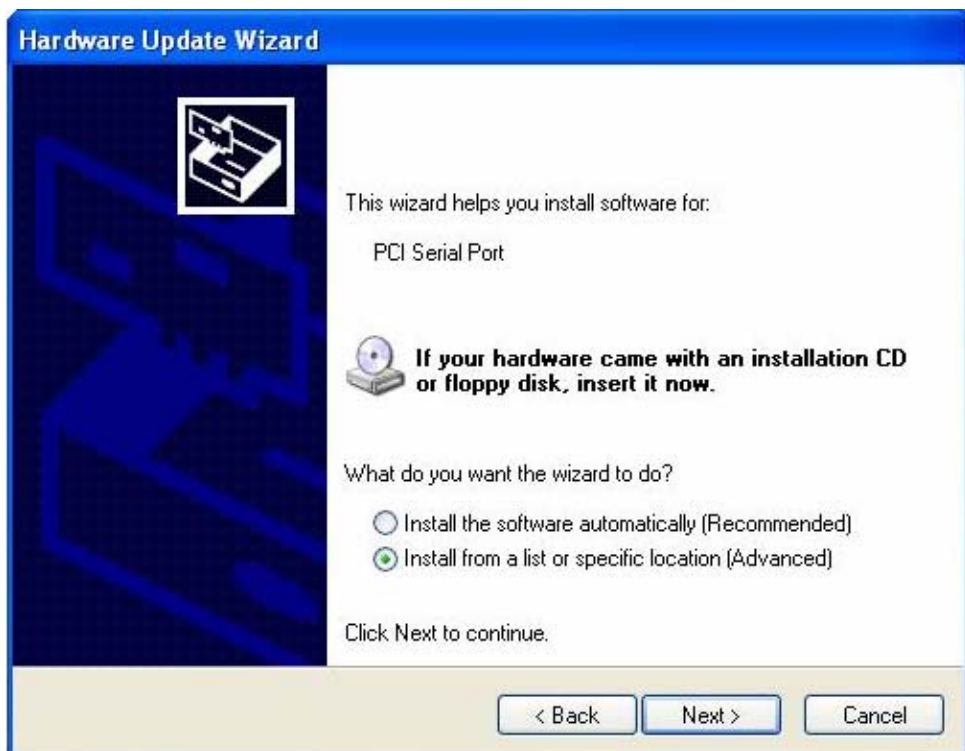 Hardware Update Wizard
This wizard helps you install software for:
PCI Serial Port
If your hardware came with an installation CD
or floppy disk, insert it now.
What do you want the wizard to do?
Install the software automatically (Recommended)
Install from a list or specific location (Advanced)
Click Next to continue.
< Back Next > Cancel